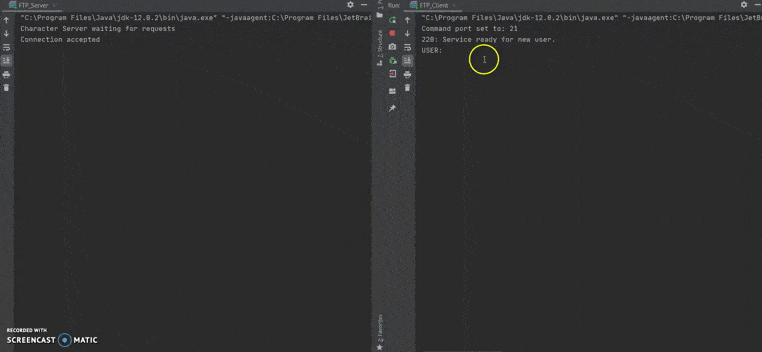 FTP_Server
"C:\Program Files\Java\jdk-12.0.2\bin\java.exe" "-javaagent:C:\Program Files\JetBrai
Character Server waiting for requests
Connection accepted
Run:
FTP_Client
"C:\Program Files\Java\jdk-12.0.2\bin\java.exe" "-javaagent:C:\Program Files\JetB
Command port set to: 21
220: Service ready for new user.
USER:
Z: Structure
2: Favorites
RECORDED WITH
SCREENCAST MATIC